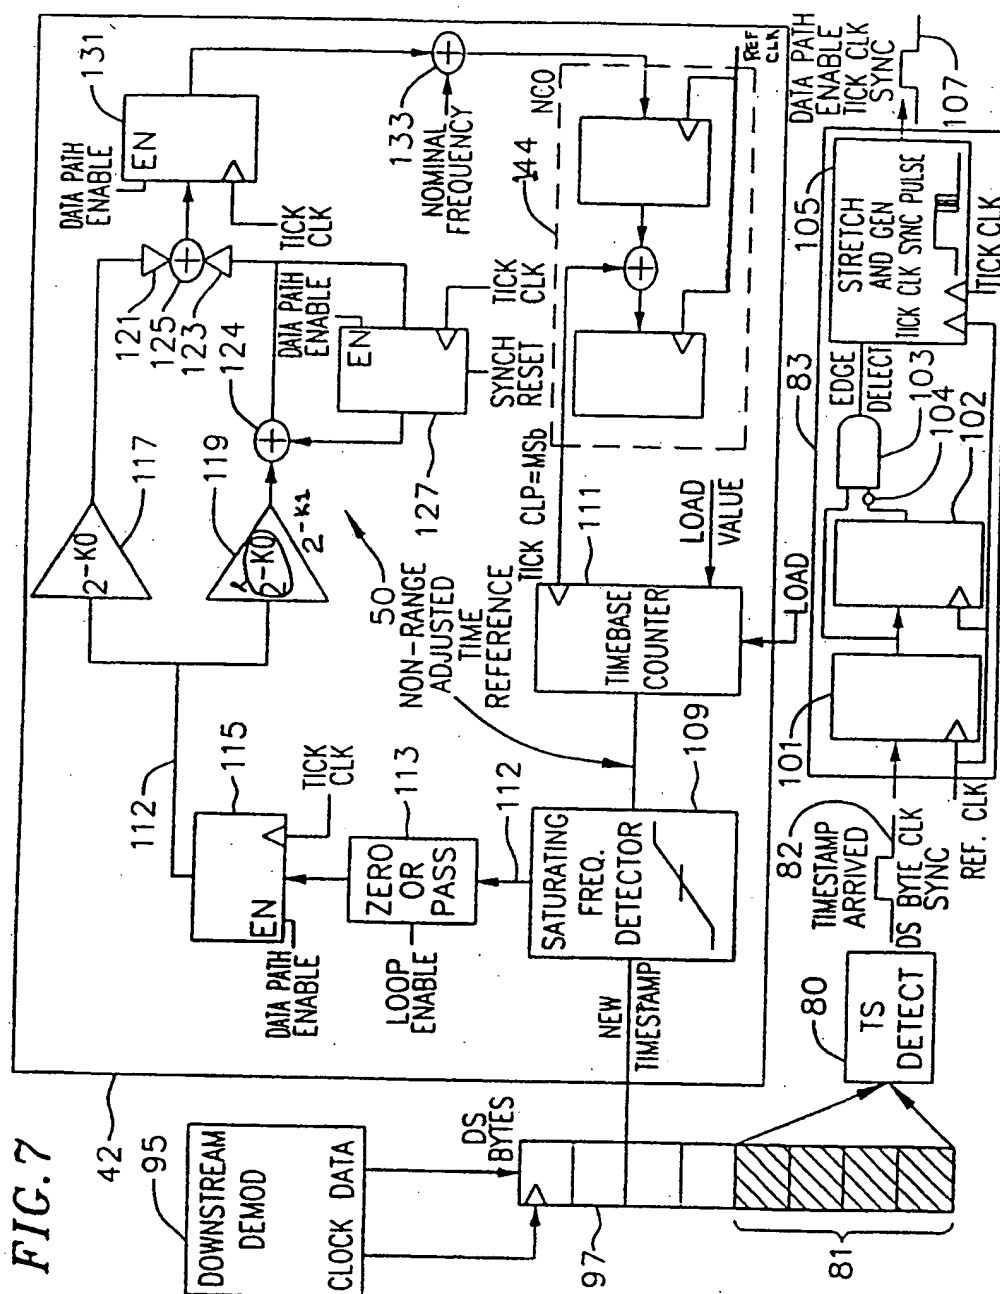 FIG.7
42
95
DOWNSTREAM
DEMOD
CLOCK DATA
DS
BYTES
97
81
NEW
TIMESTAMP
SATURATING
FREQ.
DETECTOR
109
112
ZERO
OR
PASS
113
LOOP
ENABLE
EN
115
DATA PATH
ENABLE
TICK
CLK
112
2-K0
117
2-K0
2-K1
119
50
NON-RANGE
ADJUSTED
TIME
REFERENCE
TIMEBASE
COUNTER
111
LOAD
VALUE
LOAD
TICK CLP=MSb
124
EN
127
DATA PATH
ENABLE
TICK
CLK
SYNCH
RESET
121
125
123
EN
131
DATA PATH
ENABLE
TICK
CLK
133
NOMINAL
FREQUENCY
144
NCO
REF
CLK
80
TS
DETECT
82
TIMESTAMP
ARRIVED
DS BYTE CLK
SYNC
REF. CLK
83
101
102
104
103
EDGE
DELECT
105
STRETCH
AND GEN
TICK CLK SYNC PULSE
TICK CLK
DATA PATH
ENABLE
TICK CLK
SYNC
107